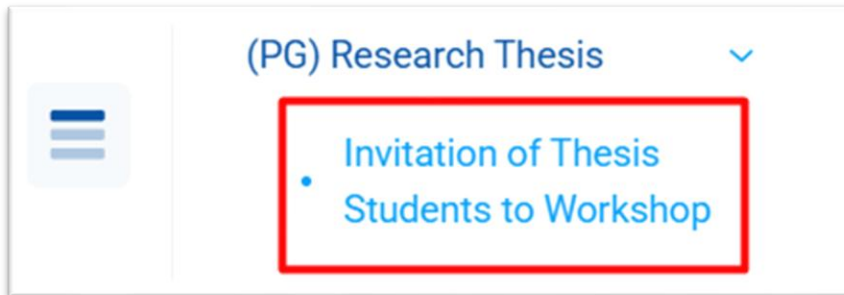 (PG) Research Thesis
Invitation of Thesis
Students to Workshop